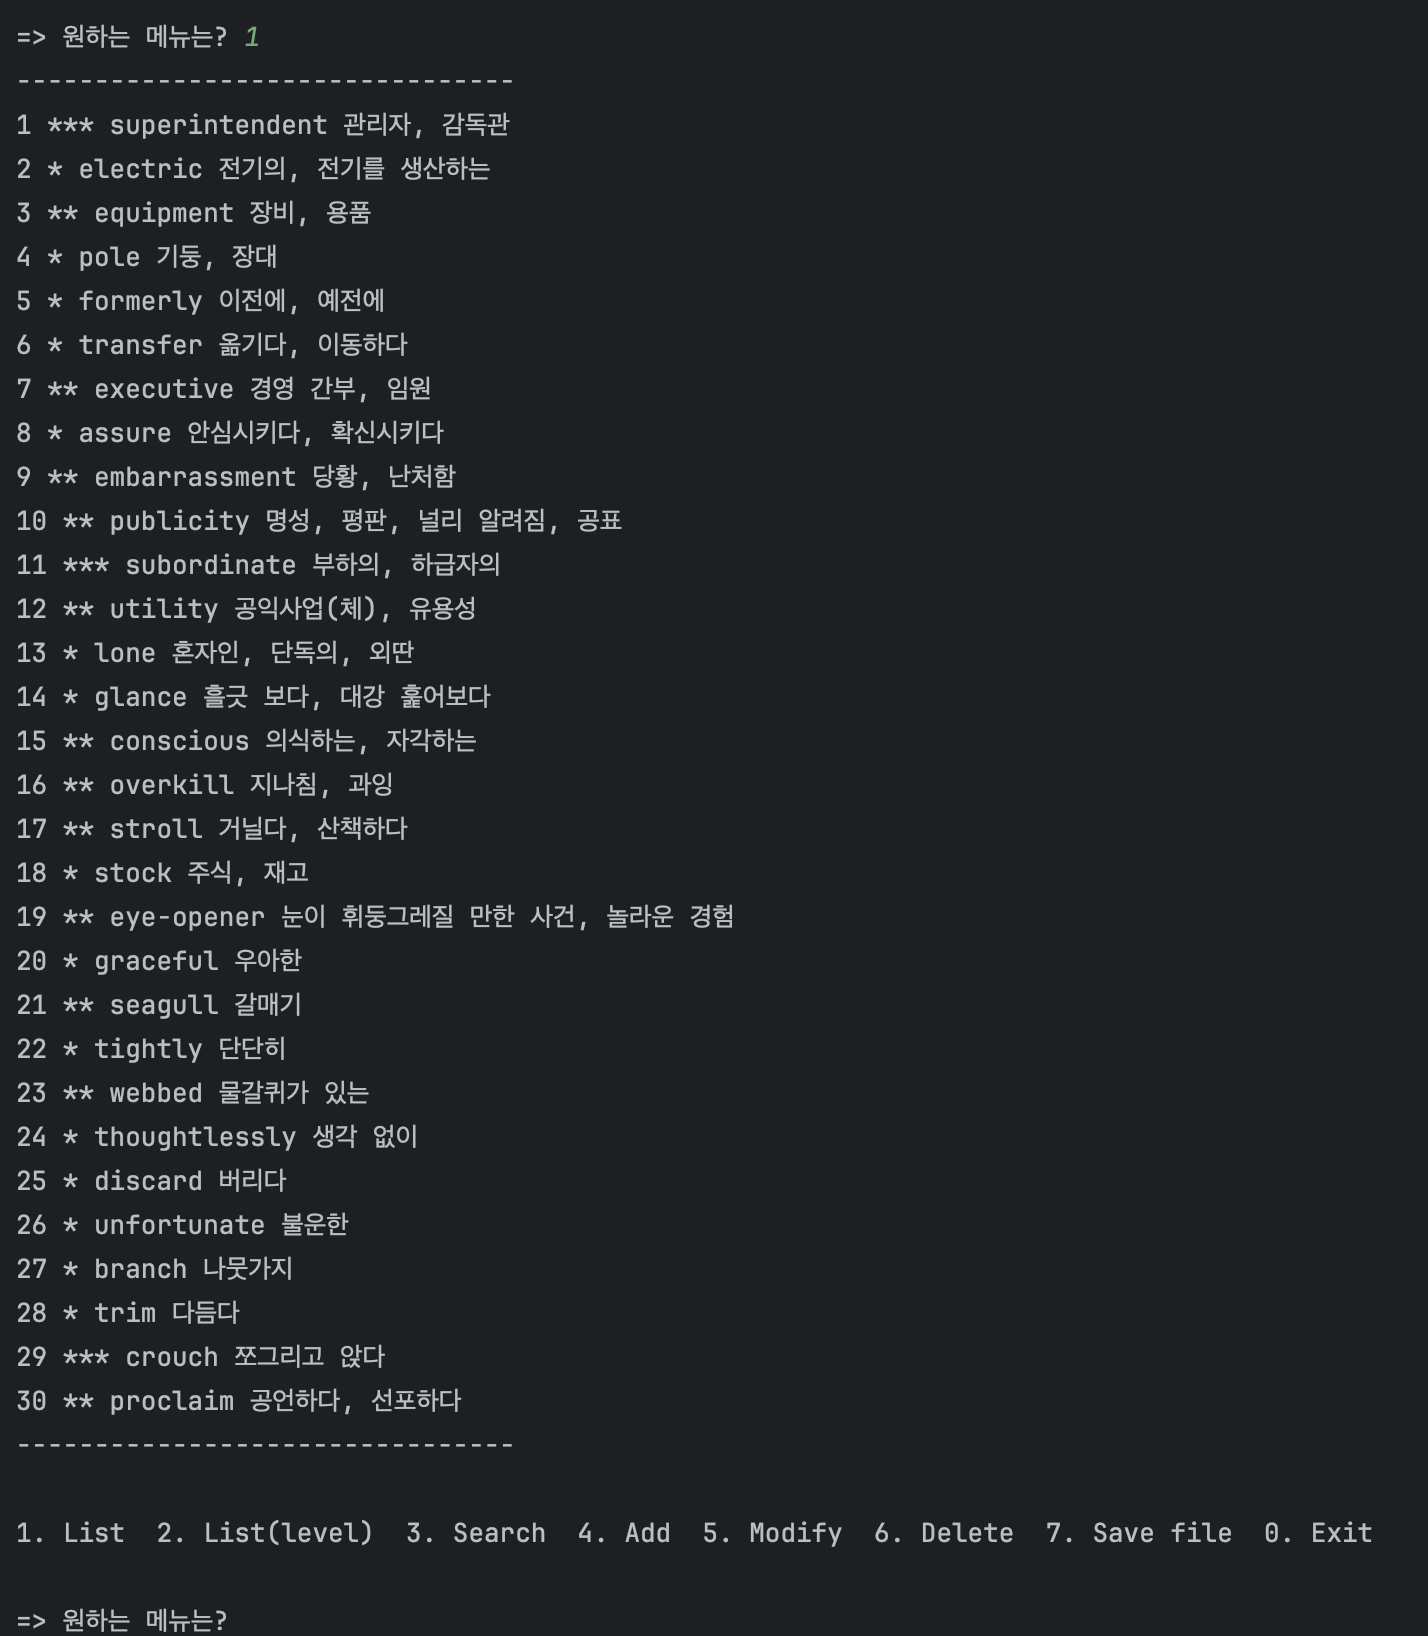 => 원하는 메뉴는? 1
--------------------------------
1 *** superintendent 관리자, 감독관
2 * electric 전기의, 전기를 생산하는
3 ** equipment 장비, 용품
4 * pole 기둥, 장대
5 * formerly 이전에, 예전에
6 * transfer 옮기다, 이동하다
7 ** executive 경영 간부, 임원
8 * assure 안심시키다, 확신시키다
9 ** embarrassment 당황, 난처함
10 ** publicity 명성, 평판, 널리 알려짐, 공표
11 *** subordinate 부하의, 하급자의
12 ** utility 공익사업(체), 유용성
13 * lone 혼자인, 단독의, 외딴
14 * glance 흘긋 보다, 대강 훑어보다
15 ** conscious 의식하는, 자각하는
16 ** overkill 지나침, 과잉
17 ** stroll 거닐다, 산책하다
18 * stock 주식, 재고
19 ** eye-opener 눈이 휘둥그레질 만한 사건, 놀라운 경험
20 * graceful 우아한
21 ** seagull 갈매기
22 * tightly 단단히
23 ** webbed 물갈퀴가 있는
24 * thoughtlessly 생각 없이
25 * discard 버리다
26 * unfortunate 불운한
27 * branch 나뭇가지
28 * trim 다듬다
29 *** crouch 쪼그리고 앉다
30 ** proclaim 공언하다, 선포하다
--------------------------------
1. List  2. List(level)  3. Search  4. Add  5. Modify  6. Delete  7. Save file  0. Exit
=> 원하는 메뉴는?